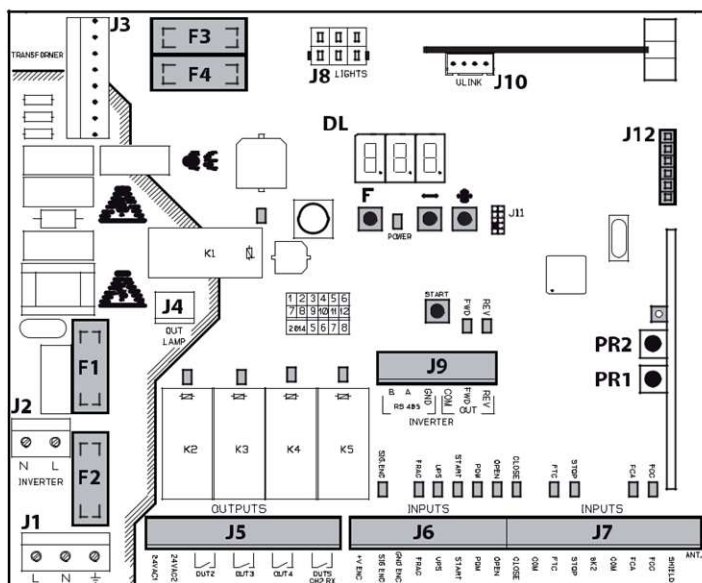 J3
F3
TRANSFORMER
F4
J8 LIGHTS
ULINK J10
DL
J12
F
J11
POWER
K1
START
FWD
REV
J4
OUT
LAMP
1 2 3 4 5 6
7 8 9 10 11 12
2014 5 6 7 8
PR2
F1
J9
PR1
B A GND COM FWD REV
RS 485 OUT
INVERTER
J2
N L
INVERTER
F2
K2 K3 K4 K5
SIG.ENC FRAC UPS START PDM OPEN CLOSE FTC STOP FCA FCC
OUTPUTS INPUTS INPUTS
J1 J5 J6 J7
L N
24VAC1 24VAC2 OUT2 OUT3 OUT4 OUT5
CH2 RX
+V ENC SIG ENC GND ENC FRAC UPS START PDM OPEN CLOSE COM FTC STOP BK2 COM FCA FCC SHIELD ANT.